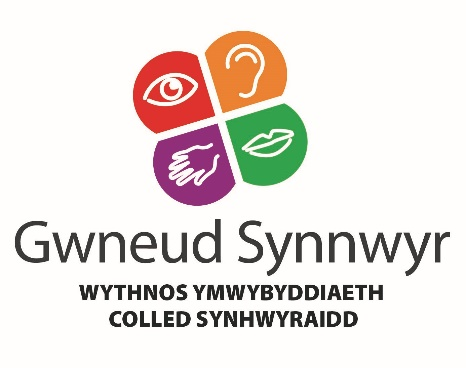 Gwneud Synnwyr
WYTHNOS YMWYBYDDIAETH
COLLED SYNHWYRAIDD